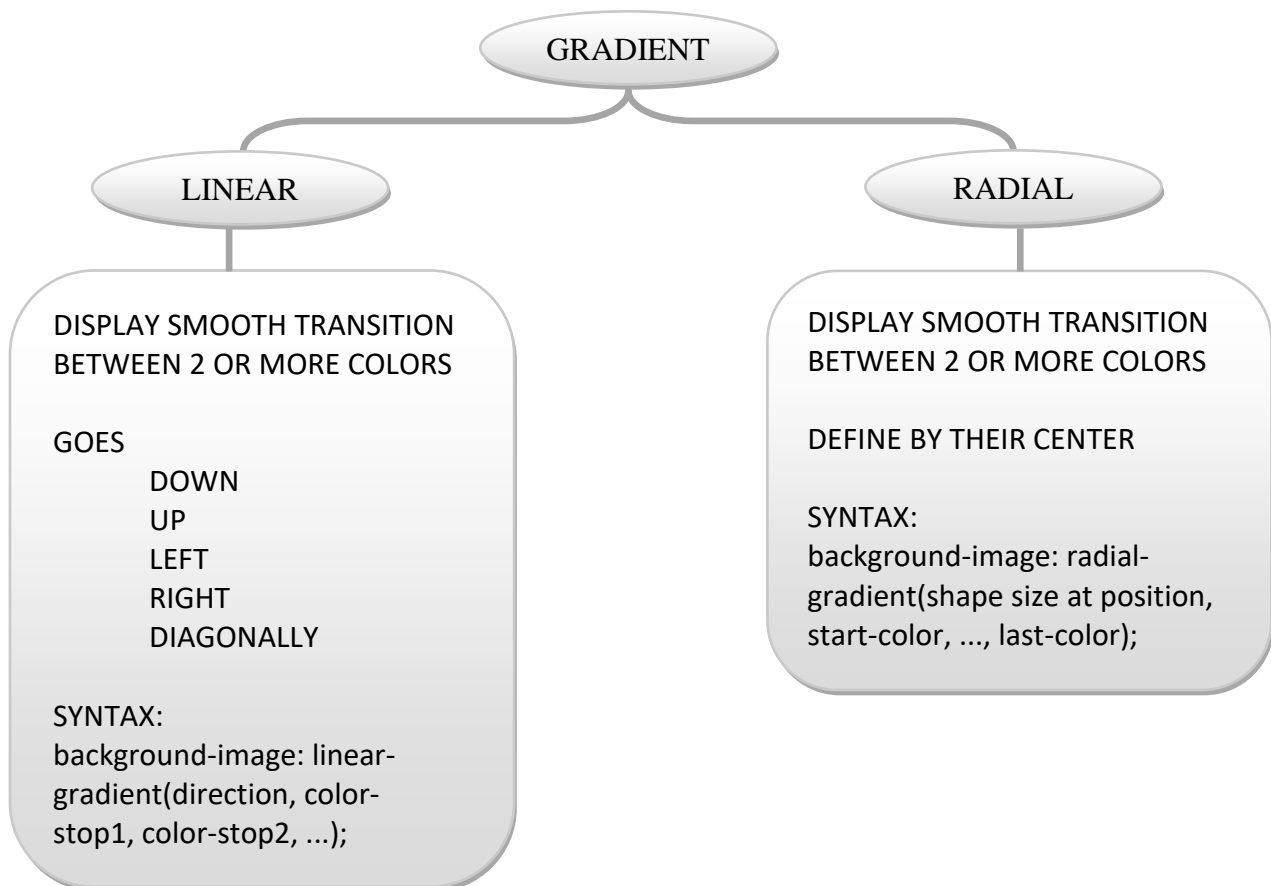 GRADIENT
LINEAR
DISPLAY SMOOTH TRANSITION
BETWEEN 2 OR MORE COLORS
GOES
DOWN
UP
LEFT
RIGHT
DIAGONALLY
SYNTAX:
background-image: linear-
gradient(direction, color-
stop1, color-stop2, ...);
RADIAL
DISPLAY SMOOTH TRANSITION
BETWEEN 2 OR MORE COLORS
DEFINE BY THEIR CENTER
SYNTAX:
background-image: radial-
gradient(shape size at position,
start-color, ..., last-color);